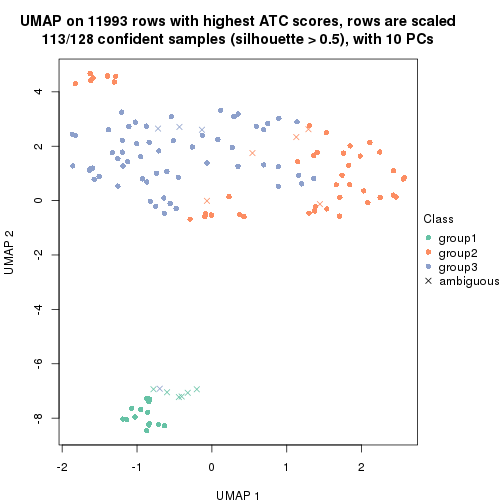 UMAP on 11993 rows with highest ATC scores, rows are scaled
113/128 confident samples (silhouette > 0.5), with 10 PCs
4
2
0
-2
-4
-6
-8
UMAP 2
-2
-1
0
1
2
UMAP 1
Class
group1
group2
group3
ambiguous